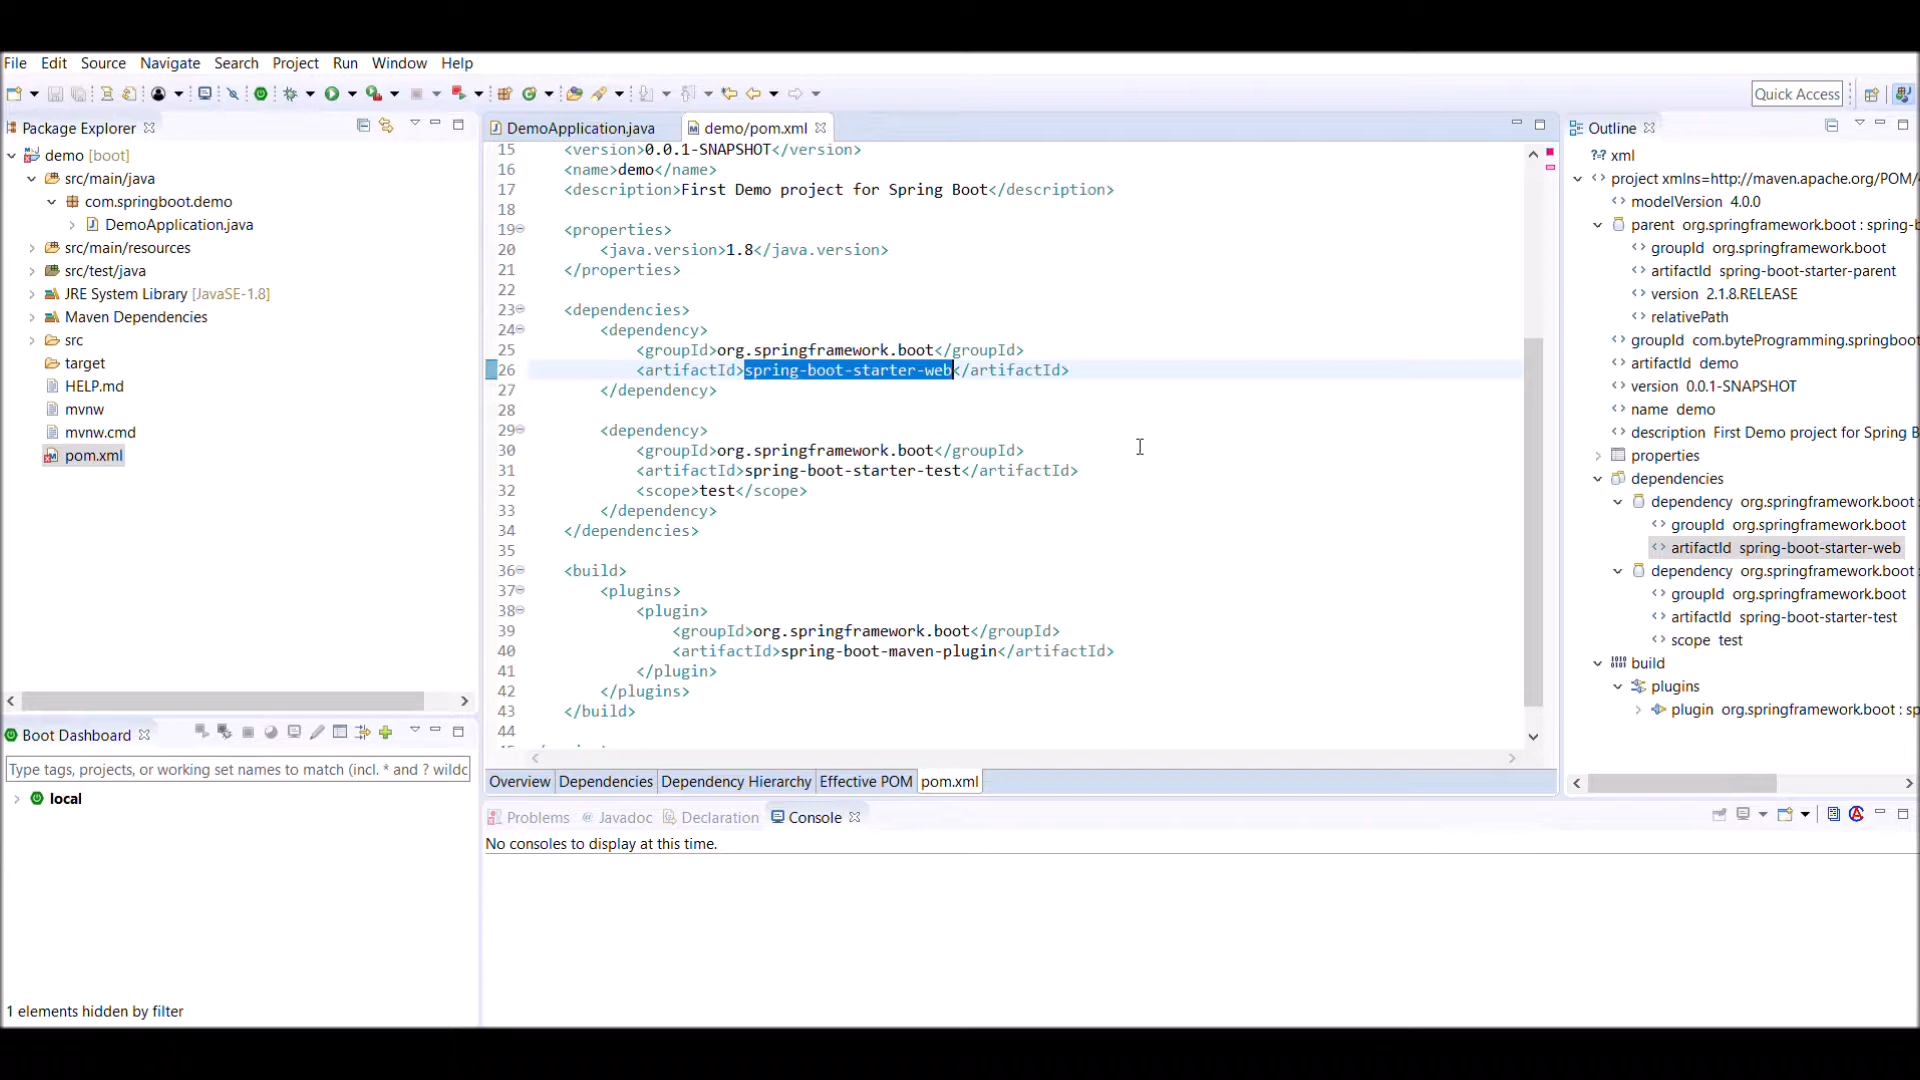 File Edit Source Navigate Search Project Run Window Help
Quick Access
Package Explorer
demo [boot]
src/main/java
com.springboot.demo
DemoApplication.java
src/main/resources
src/test/java
JRE System Library [JavaSE-1.8]
Maven Dependencies
src
target
HELP.md
mvnw
mvnw.cmd
pom.xml
Boot Dashboard
Type tags, projects, or working set names to match (incl. * and ? wildc
local
1 elements hidden by filter
DemoApplication.java demo/pom.xml
15 <version>0.0.1-SNAPSHOT</version>
16 <name>demo</name>
17 <description>First Demo project for Spring Boot</description>
18
19 <properties>
20 <java.version>1.8</java.version>
21 </properties>
22
23 <dependencies>
24 <dependency>
25 <groupId>org.springframework.boot</groupId>
26 <artifactId>spring-boot-starter-web</artifactId>
27 </dependency>
28
29 <dependency>
30 <groupId>org.springframework.boot</groupId>
31 <artifactId>spring-boot-starter-test</artifactId>
32 <scope>test</scope>
33 </dependency>
34 </dependencies>
35
36 <build>
37 <plugins>
38 <plugin>
39 <groupId>org.springframework.boot</groupId>
40 <artifactId>spring-boot-maven-plugin</artifactId>
41 </plugin>
42 </plugins>
43 </build>
44
Overview Dependencies Dependency Hierarchy Effective POM pom.xml
Problems @ Javadoc Declaration Console
No consoles to display at this time.
Outline
?-? xml
project xmlns=http://maven.apache.org/POM/
modelVersion 4.0.0
parent org.springframework.boot : spring-b
groupId org.springframework.boot
artifactId spring-boot-starter-parent
version 2.1.8.RELEASE
relativePath
groupId com.byteProgramming.springboo
artifactId demo
version 0.0.1-SNAPSHOT
name demo
description First Demo project for Spring B
properties
dependencies
dependency org.springframework.boot :
groupId org.springframework.boot
artifactId spring-boot-starter-web
dependency org.springframework.boot :
groupId org.springframework.boot
artifactId spring-boot-starter-test
scope test
build
plugins
plugin org.springframework.boot : sp